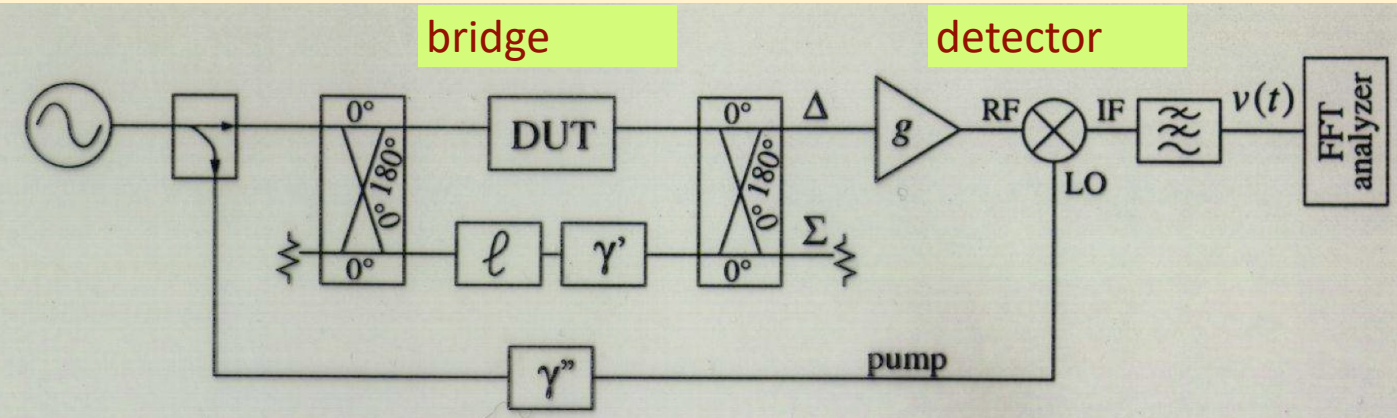 bridge
detector
0°
DUT
0°
Δ
g
RF
IF
v(t)
FFT
analyzer
0° 180°
0° 180°
LO
0°
ℓ
γ'
0°
Σ
γ"
pump